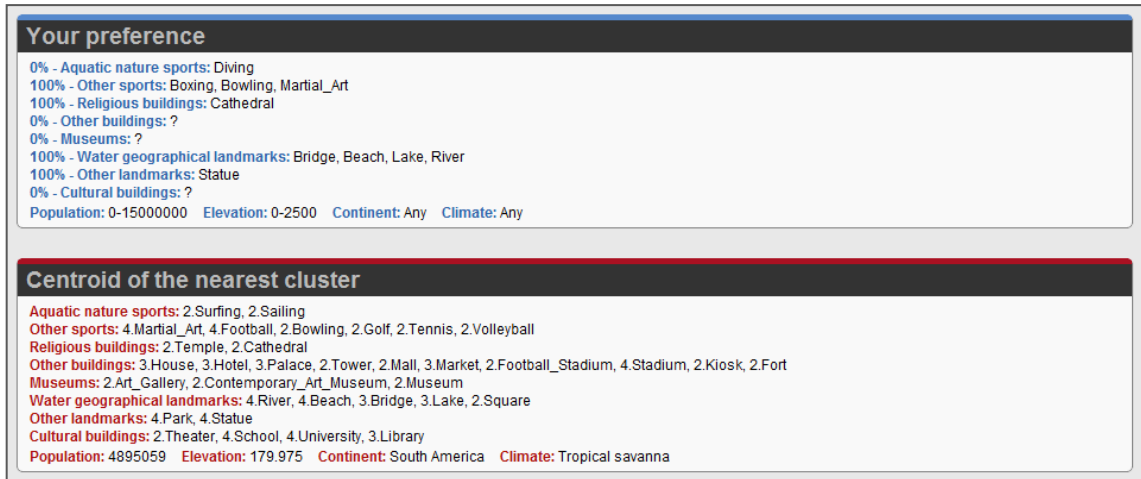 Your preference
0% - Aquatic nature sports: Diving
100% - Other sports: Boxing, Bowling, Martial_Art
100% - Religious buildings: Cathedral
0% - Other buildings: ?
0% - Museums: ?
100% - Water geographical landmarks: Bridge, Beach, Lake, River
100% - Other landmarks: Statue
0% - Cultural buildings: ?
Population: 0-15000000 Elevation: 0-2500 Continent: Any Climate: Any
Centroid of the nearest cluster
Aquatic nature sports: 2.Surfing, 2.Sailing
Other sports: 4.Martial_Art, 4.Football, 2.Bowling, 2.Golf, 2.Tennis, 2.Volleyball
Religious buildings: 2.Temple, 2.Cathedral
Other buildings: 3.House, 3.Hotel, 3.Palace, 2.Tower, 2.Mall, 3.Market, 2.Football_Stadium, 4.Stadium, 2.Kiosk, 2.Fort
Museums: 2.Art_Gallery, 2.Contemporary_Art_Museum, 2.Museum
Water geographical landmarks: 4.River, 4.Beach, 3.Bridge, 3.Lake, 2.Square
Other landmarks: 4.Park, 4.Statue
Cultural buildings: 2.Theater, 4.School, 4.University, 3.Library
Population: 4895059 Elevation: 179.975 Continent: South America Climate: Tropical savanna